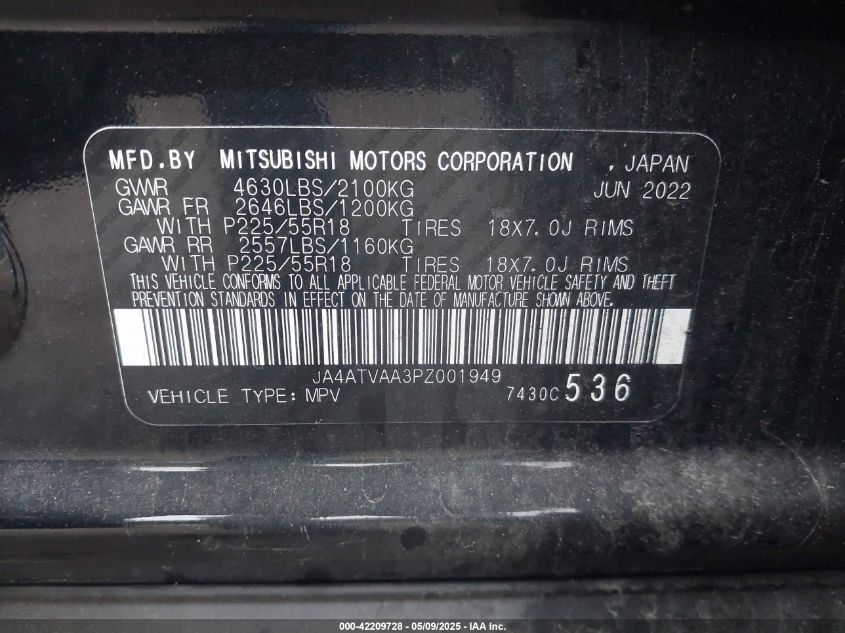 MFD.BY MITSUBISHI MOTORS CORPORATION , JAPAN
GVWR 4630LBS/2100KG JUN 2022
GAWR FR 2646LBS/1200KG
WITH P225/55R18 TIRES 18X7.0J RIMS
GAWR RR 2557LBS/1160KG
WITH P225/55R18 TIRES 18X7.0J RIMS
THIS VEHICLE CONFORMS TO ALL APPLICABLE FEDERAL MOTOR VEHICLE SAFETY AND THEFT
PREVENTION STANDARDS IN EFFECT ON THE DATE OF MANUFACTURE SHOWN ABOVE.
JA4ATVAA3PZ001949
VEHICLE TYPE: MPV 7430C 536
000-42209728 - 05/09/2025 - IAA Inc.